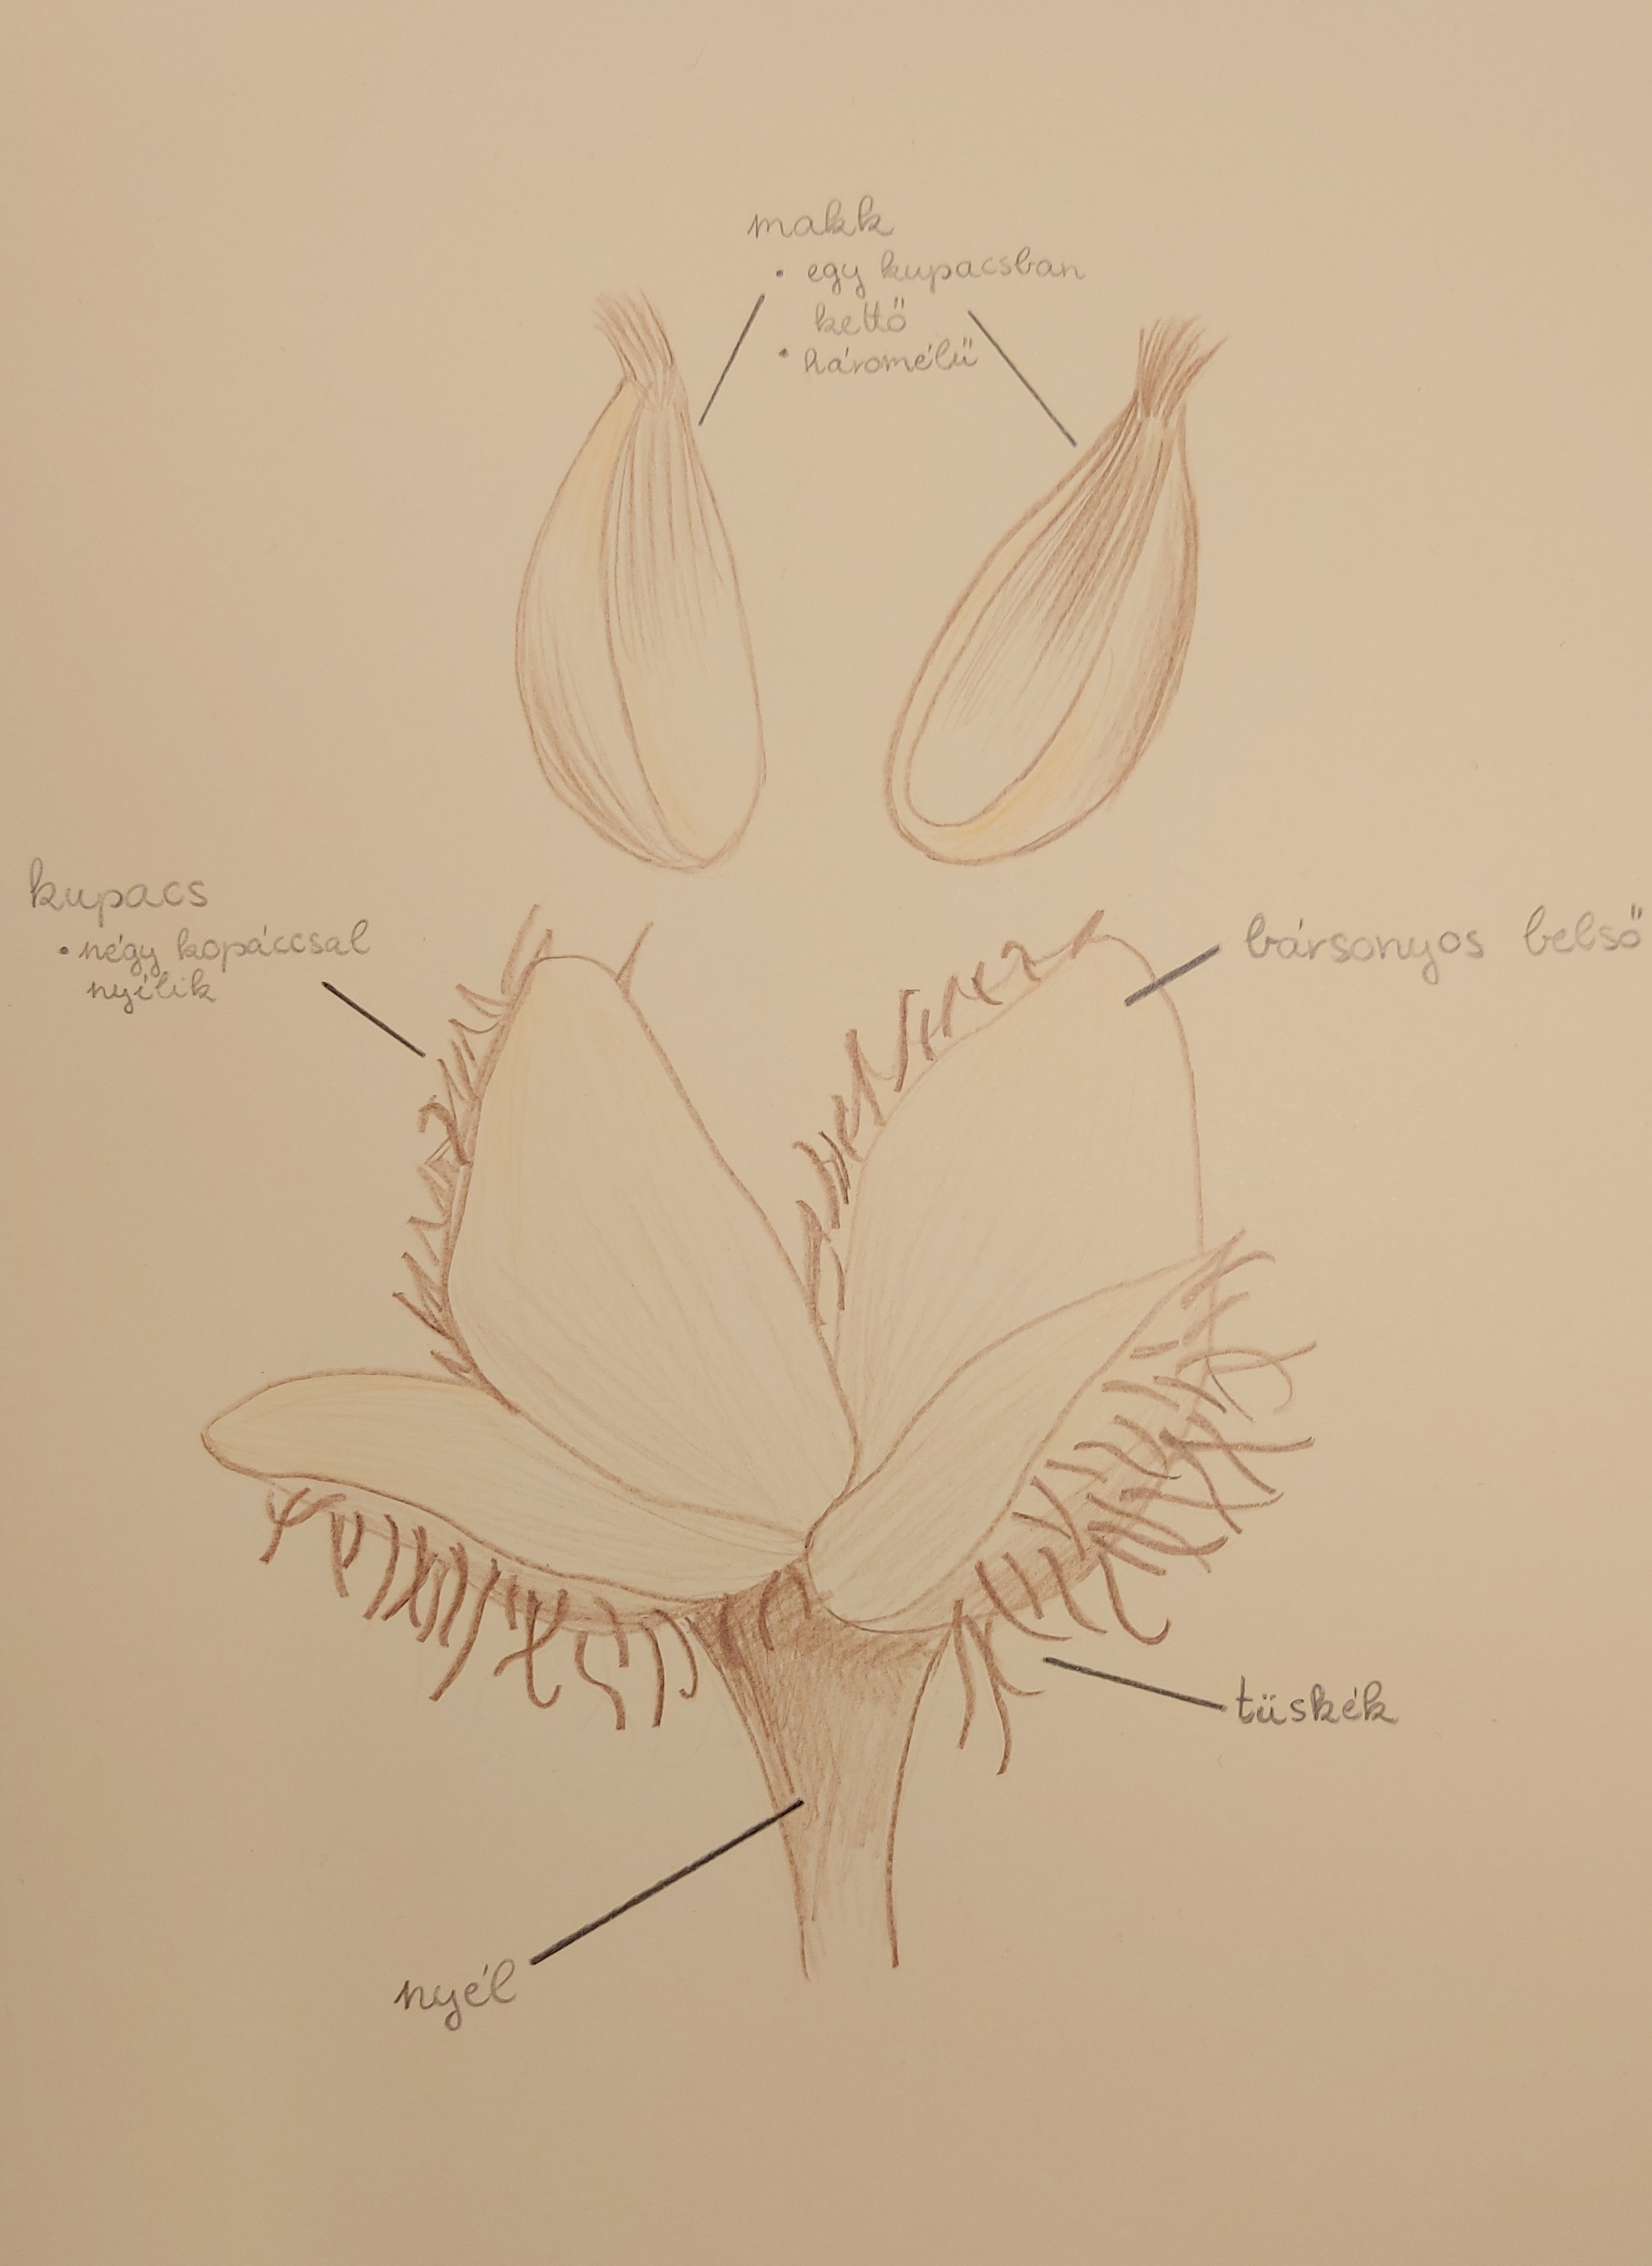 makk
• egy kupacsban
kettő
• háromélű
kupacs
• négy kopáccsal
nyílik
bársonyos belső
tüskék
nyél